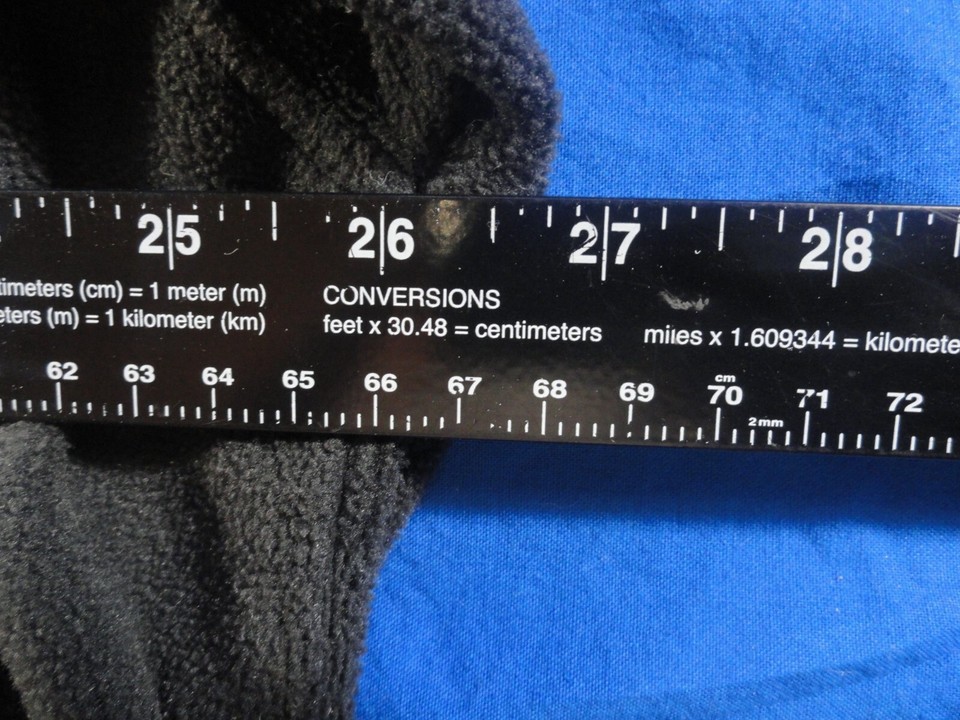 25 26 27 28
timeters (cm) = 1 meter (m)
CONVERSIONS
eters (m) = 1 kilometer (km)
feet x 30.48 = centimeters
miles x 1.609344 = kilomete
62 63 64 65 66 67 68 69 cm 70 71 72
2mm